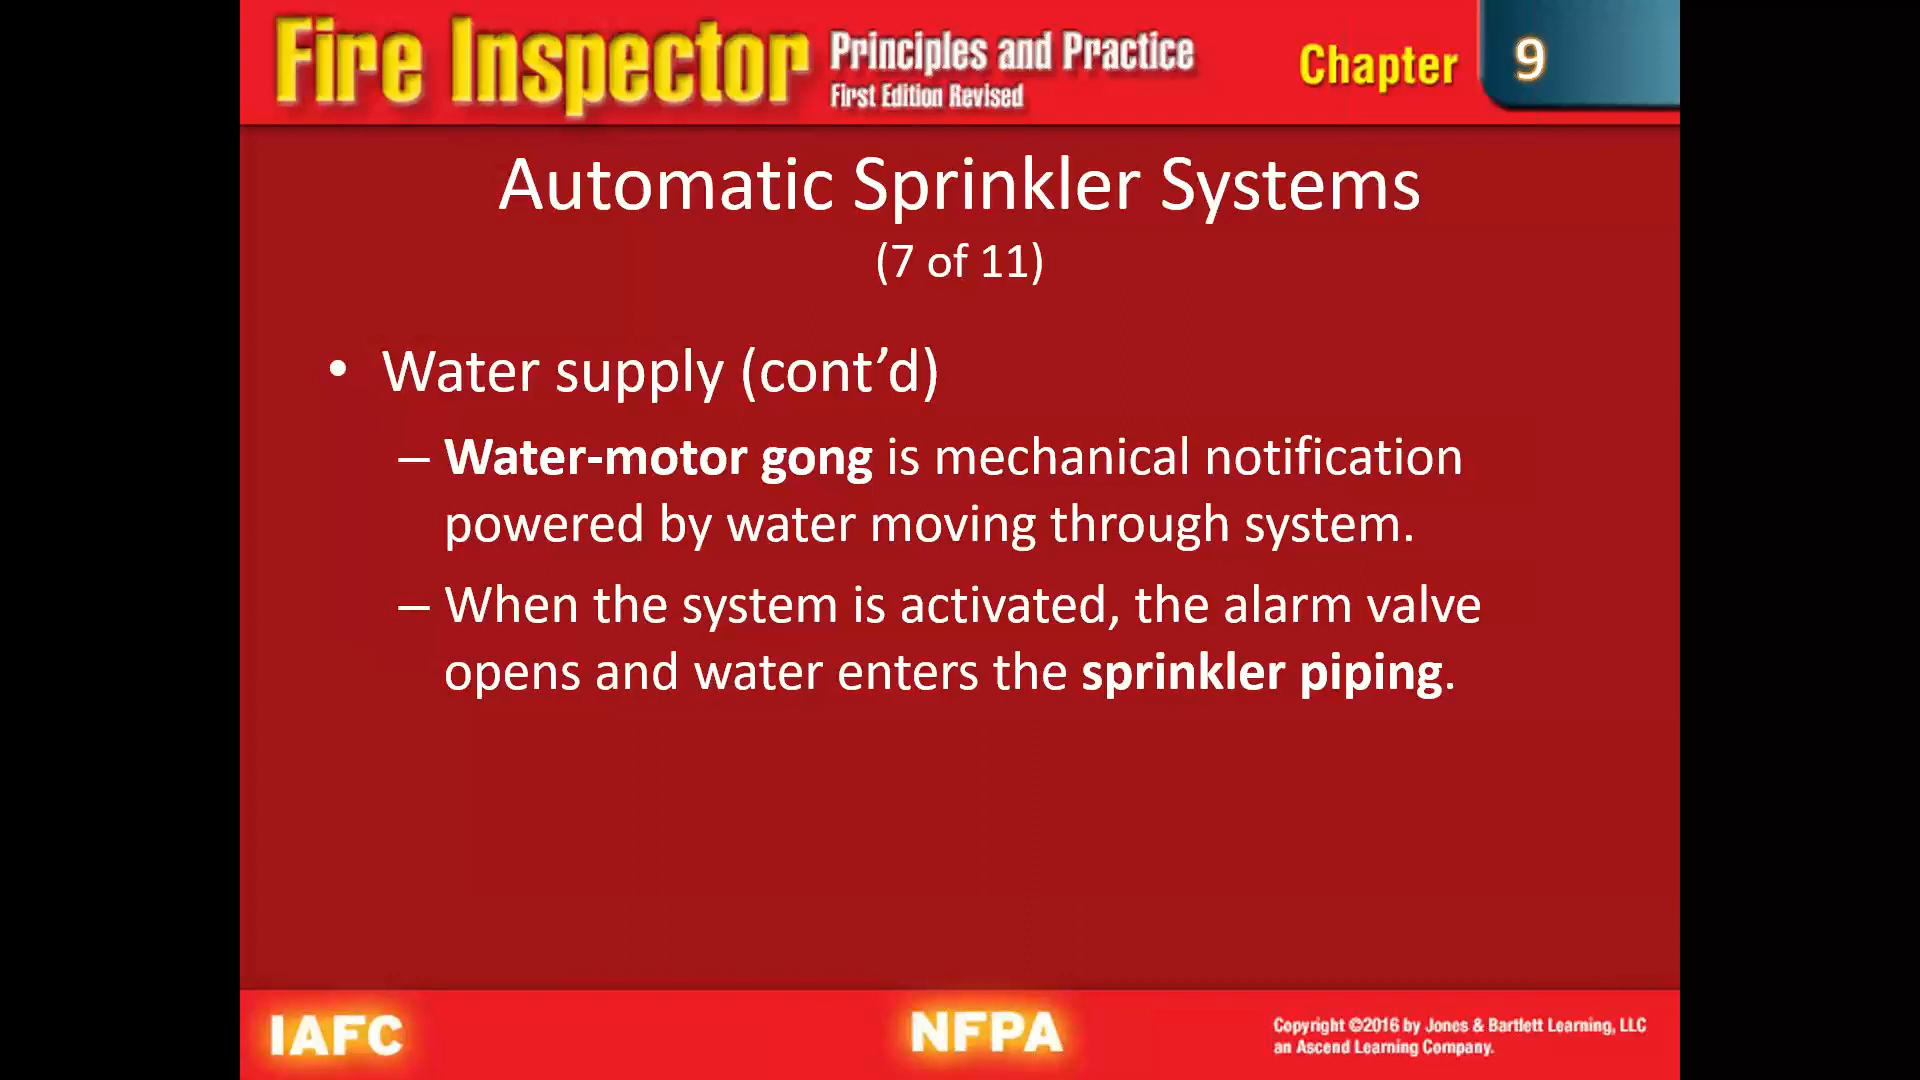 Fire Inspector Principles and Practice Chapter 9
First Edition Revised
Automatic Sprinkler Systems
(7 of 11)
• Water supply (cont’d)
– Water-motor gong is mechanical notification
powered by water moving through system.
– When the system is activated, the alarm valve
opens and water enters the sprinkler piping.
IAFC NFPA Copyright ©2016 by Jones & Bartlett Learning, LLC
an Ascend Learning Company.